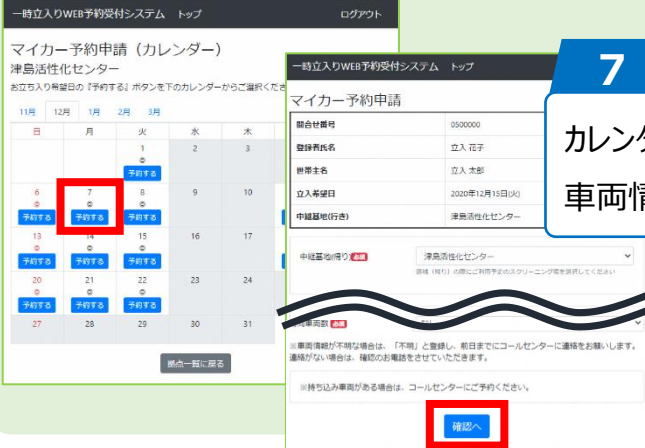 一時立入りWEB予約受付システム トップ ログアウト
マイカー予約申請（カレンダー）
津島活性化センター
お立ち入り希望日の『予約する』ボタンを下のカレンダーからご選択くださ
11月 12月 1月 2月 3月
日 月 火 水 木
1 2 3
◎
予約する
6 7 8 9 10
◎ ◎ ◎
予約する 予約する 予約する
13 14 15 16 17
◎ ◎ ◎
予約する 予約する 予約する
20 21 22 23 24
◎ ◎ ◎
予約する 予約する 予約する
27 28 29 30 31
拠点一覧に戻る
一時立入りWEB予約受付システム トップ
マイカー予約申請
問合せ番号 0500000
登録者氏名 立入 花子
世帯主名 立入 太郎
立入希望日 2020年12月15日(火)
中継基地(行き) 津島活性化センター
中継基地(帰り) 必須 津島活性化センター
車両数 必須
※車両情報が不明な場合は、「不明」と登録し、前日までにコールセンターに連絡をお願いします。
連絡がない場合は、確認のお電話をさせていただきます。
※持ち込み車両がある場合は、コールセンターにご予約ください。
確認へ
7
カレンダ
車両情